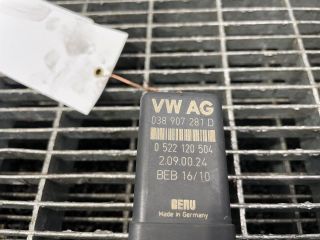 VW AG
038 907 281 D
0 522 120 504
2.09.00.24
BEB 16/10
BERU
Made in Germany